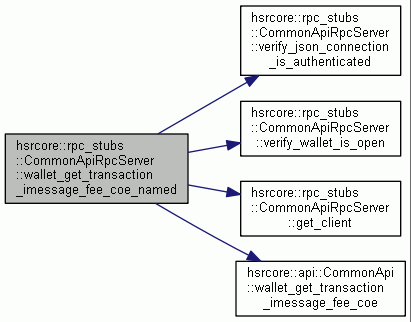 hsrcore::rpc_stubs
::CommonApiRpcServer
::verify_json_connection
_is_authenticated
hsrcore::rpc_stubs
::CommonApiRpcServer
::verify_wallet_is_open
hsrcore::rpc_stubs
::CommonApiRpcServer
::wallet_get_transaction
_imessage_fee_coe_named
hsrcore::rpc_stubs
::CommonApiRpcServer
::get_client
hsrcore::api::CommonApi
::wallet_get_transaction
_imessage_fee_coe